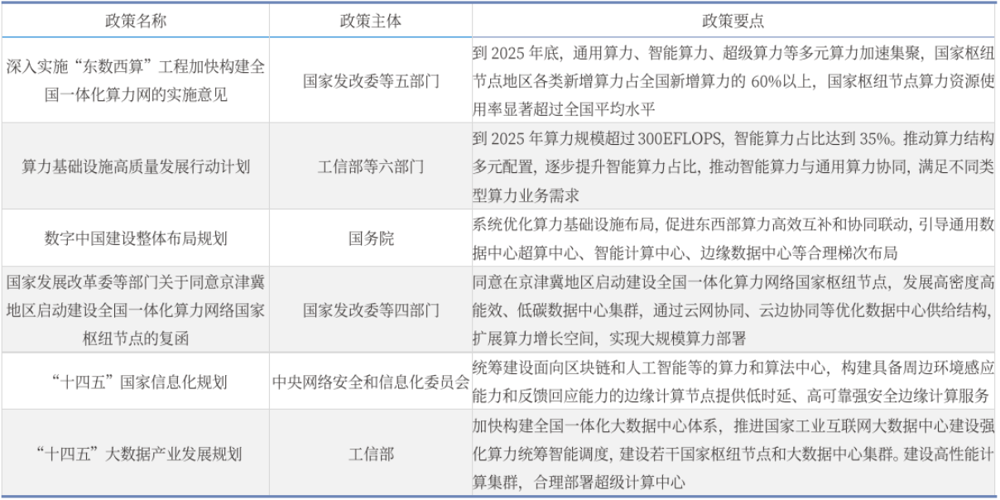 政策名称 政策主体 政策要点
深入实施“东数西算”工程加快构建全
国一体化算力网的实施意见
国家发改委等五部门
到 2025 年底，通用算力、智能算力、超级算力等多元算力加速集聚，国家枢纽
节点地区各类新增算力占全国新增算力的 60%以上，国家枢纽节点算力资源使
用率显著超过全国平均水平
算力基础设施高质量发展行动计划
工信部等六部门
到 2025 年算力规模超过 300EFLOPS，智能算力占比达到 35%。推动算力结构
多元配置，逐步提升智能算力占比，推动智能算力与通用算力协同，满足不同类
型算力业务需求
数字中国建设整体布局规划
国务院
系统优化算力基础设施布局，促进东西部算力高效互补和协同联动，引导通用数
据中心超算中心、智能计算中心、边缘数据中心等合理梯次布局
国家发展改革委等部门关于同意京津冀
地区启动建设全国一体化算力网络国家
枢纽节点的复函
国家发改委等四部门
同意在京津冀地区启动建设全国一体化算力网络国家枢纽节点，发展高密度高
能效、低碳数据中心集群，通过云网协同、云边协同等优化数据中心供给结构，
扩展算力增长空间，实现大规模算力部署
“十四五”国家信息化规划
中央网络安全和信息化委员会
统筹建设面向区块链和人工智能等的算力和算法中心，构建具备周边环境感应
能力和反馈回应能力的边缘计算节点提供低时延、高可靠强安全边缘计算服务
“十四五”大数据产业发展规划
工信部
加快构建全国一体化大数据中心体系，推进国家工业互联网大数据中心建设强
化算力统筹智能调度，建设若干国家枢纽节点和大数据中心集群。建设高性能计
算集群，合理部署超级计算中心